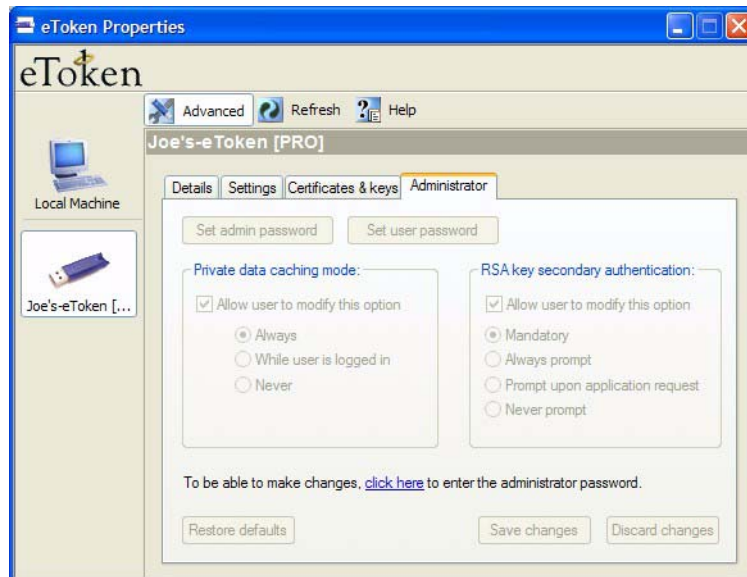 eToken Properties
eToken
Advanced Refresh Help
Joe's-eToken [PRO]
Local Machine
Joe's-eToken [...
Details Settings Certificates & keys Administrator
Set admin password Set user password
Private data caching mode: RSA key secondary authentication:
Allow user to modify this option Allow user to modify this option
Always Mandatory
While user is logged in Always prompt
Never Prompt upon application request
Never prompt
To be able to make changes, click here to enter the administrator password.
Restore defaults Save changes Discard changes